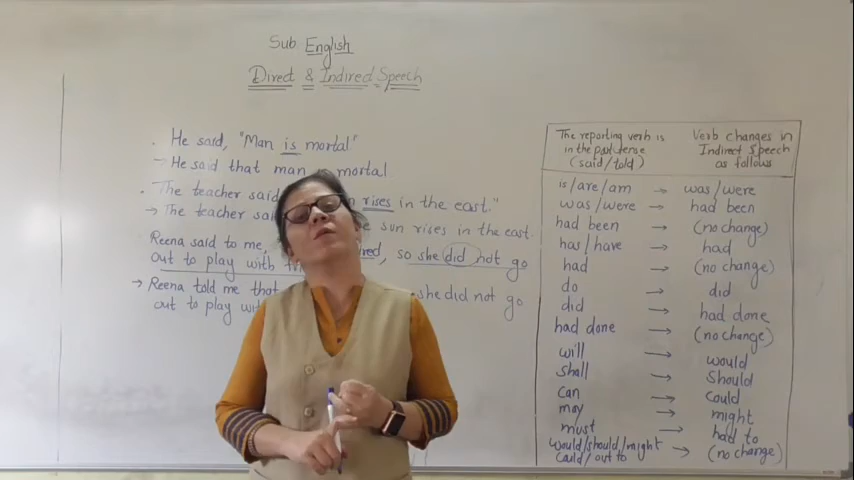 Sub English
Direct & Indirect Speech
. He said, "Man is mortal"
→ He said that man mortal
. The teacher said rises in the east."
→ The teacher sa e sun rises in the east.
Reena said to me, red, so she did not go
out to play with th
→ Reena told me that she did not go
out to play wit
The reporting verb is
in the past tense
(said/told)
Verb changes in
Indirect Speech
as follows
is/are/am → was/were
was/were → had been
had been → (no change)
has/have → had
had → (no change)
do → did
did → had done
had done → (no change)
will → would
shall → should
can → could
may → might
must → had to
would/should/might
could/out to → (no change)